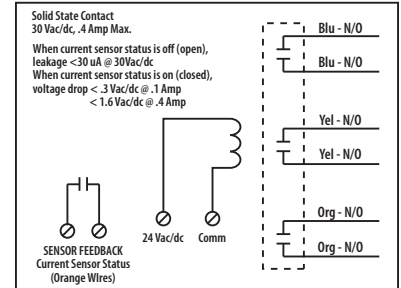 Solid State Contact
30 Vac/dc, .4 Amp Max.
When current sensor status is off (open),
leakage <30 uA @ 30Vac/dc
When current sensor status is on (closed),
voltage drop < .3 Vac/dc @ .1 Amp
< 1.6 Vac/dc @ .4 Amp
Blu - N/O
Blu - N/O
Yel - N/O
Yel - N/O
Org - N/O
Org - N/O
24 Vac/dc Comm
SENSOR FEEDBACK
Current Sensor Status
(Orange WIres)